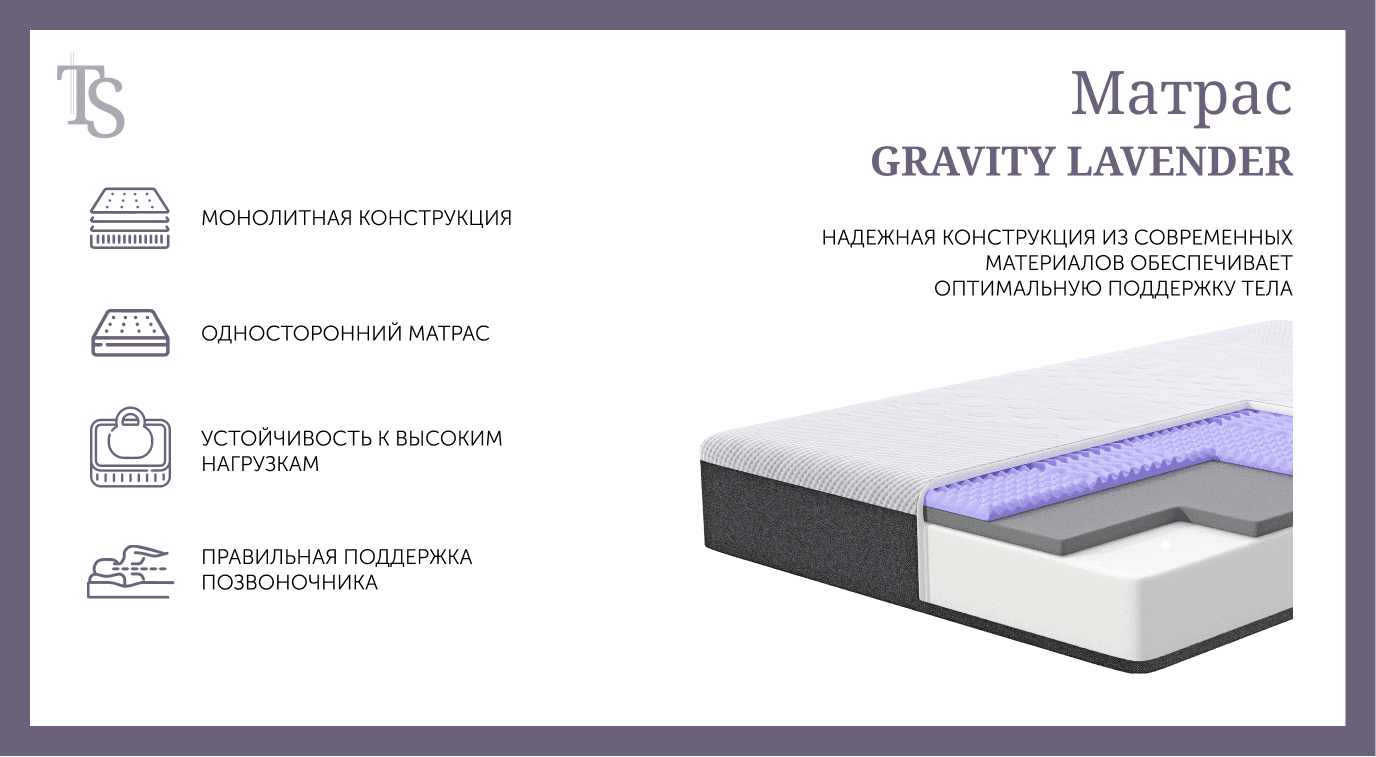 TS
Матрас
GRAVITY LAVENDER
НАДЕЖНАЯ КОНСТРУКЦИЯ ИЗ СОВРЕМЕННЫХ
МАТЕРИАЛОВ ОБЕСПЕЧИВАЕТ
ОПТИМАЛЬНУЮ ПОДДЕРЖКУ ТЕЛА
МОНОЛИТНАЯ КОНСТРУКЦИЯ
ОДНОСТОРОННИЙ МАТРАС
УСТОЙЧИВОСТЬ К ВЫСОКИМ
НАГРУЗКАМ
ПРАВИЛЬНАЯ ПОДДЕРЖКА
ПОЗВОНОЧНИКА